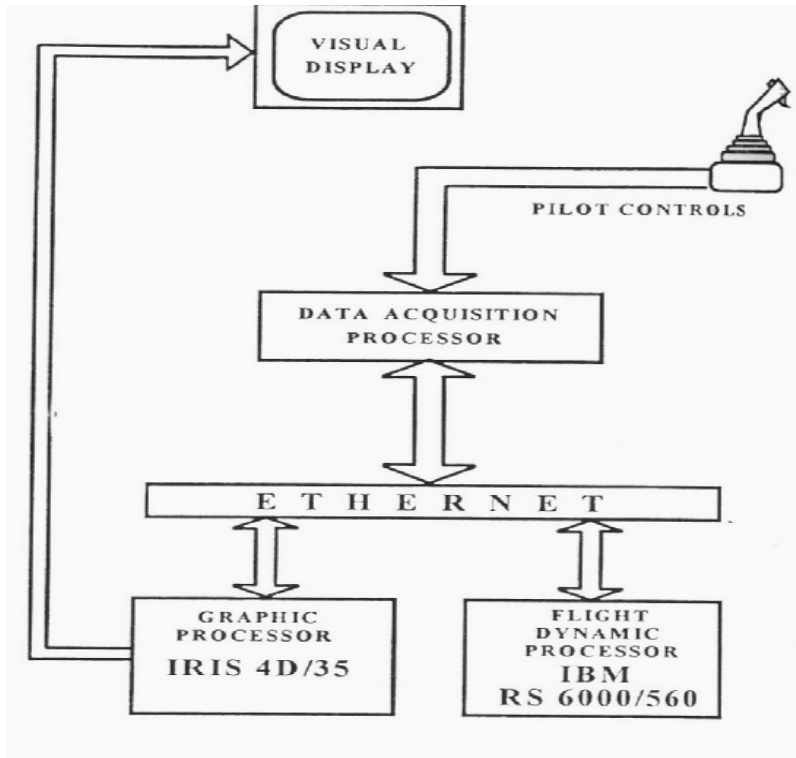 VISUAL
DISPLAY
PILOT CONTROLS
DATA ACQUISITION
PROCESSOR
ETHERNET
GRAPHIC
PROCESSOR
IRIS 4D/35
FLIGHT
DYNAMIC
PROCESSOR
IBM
RS 6000/560